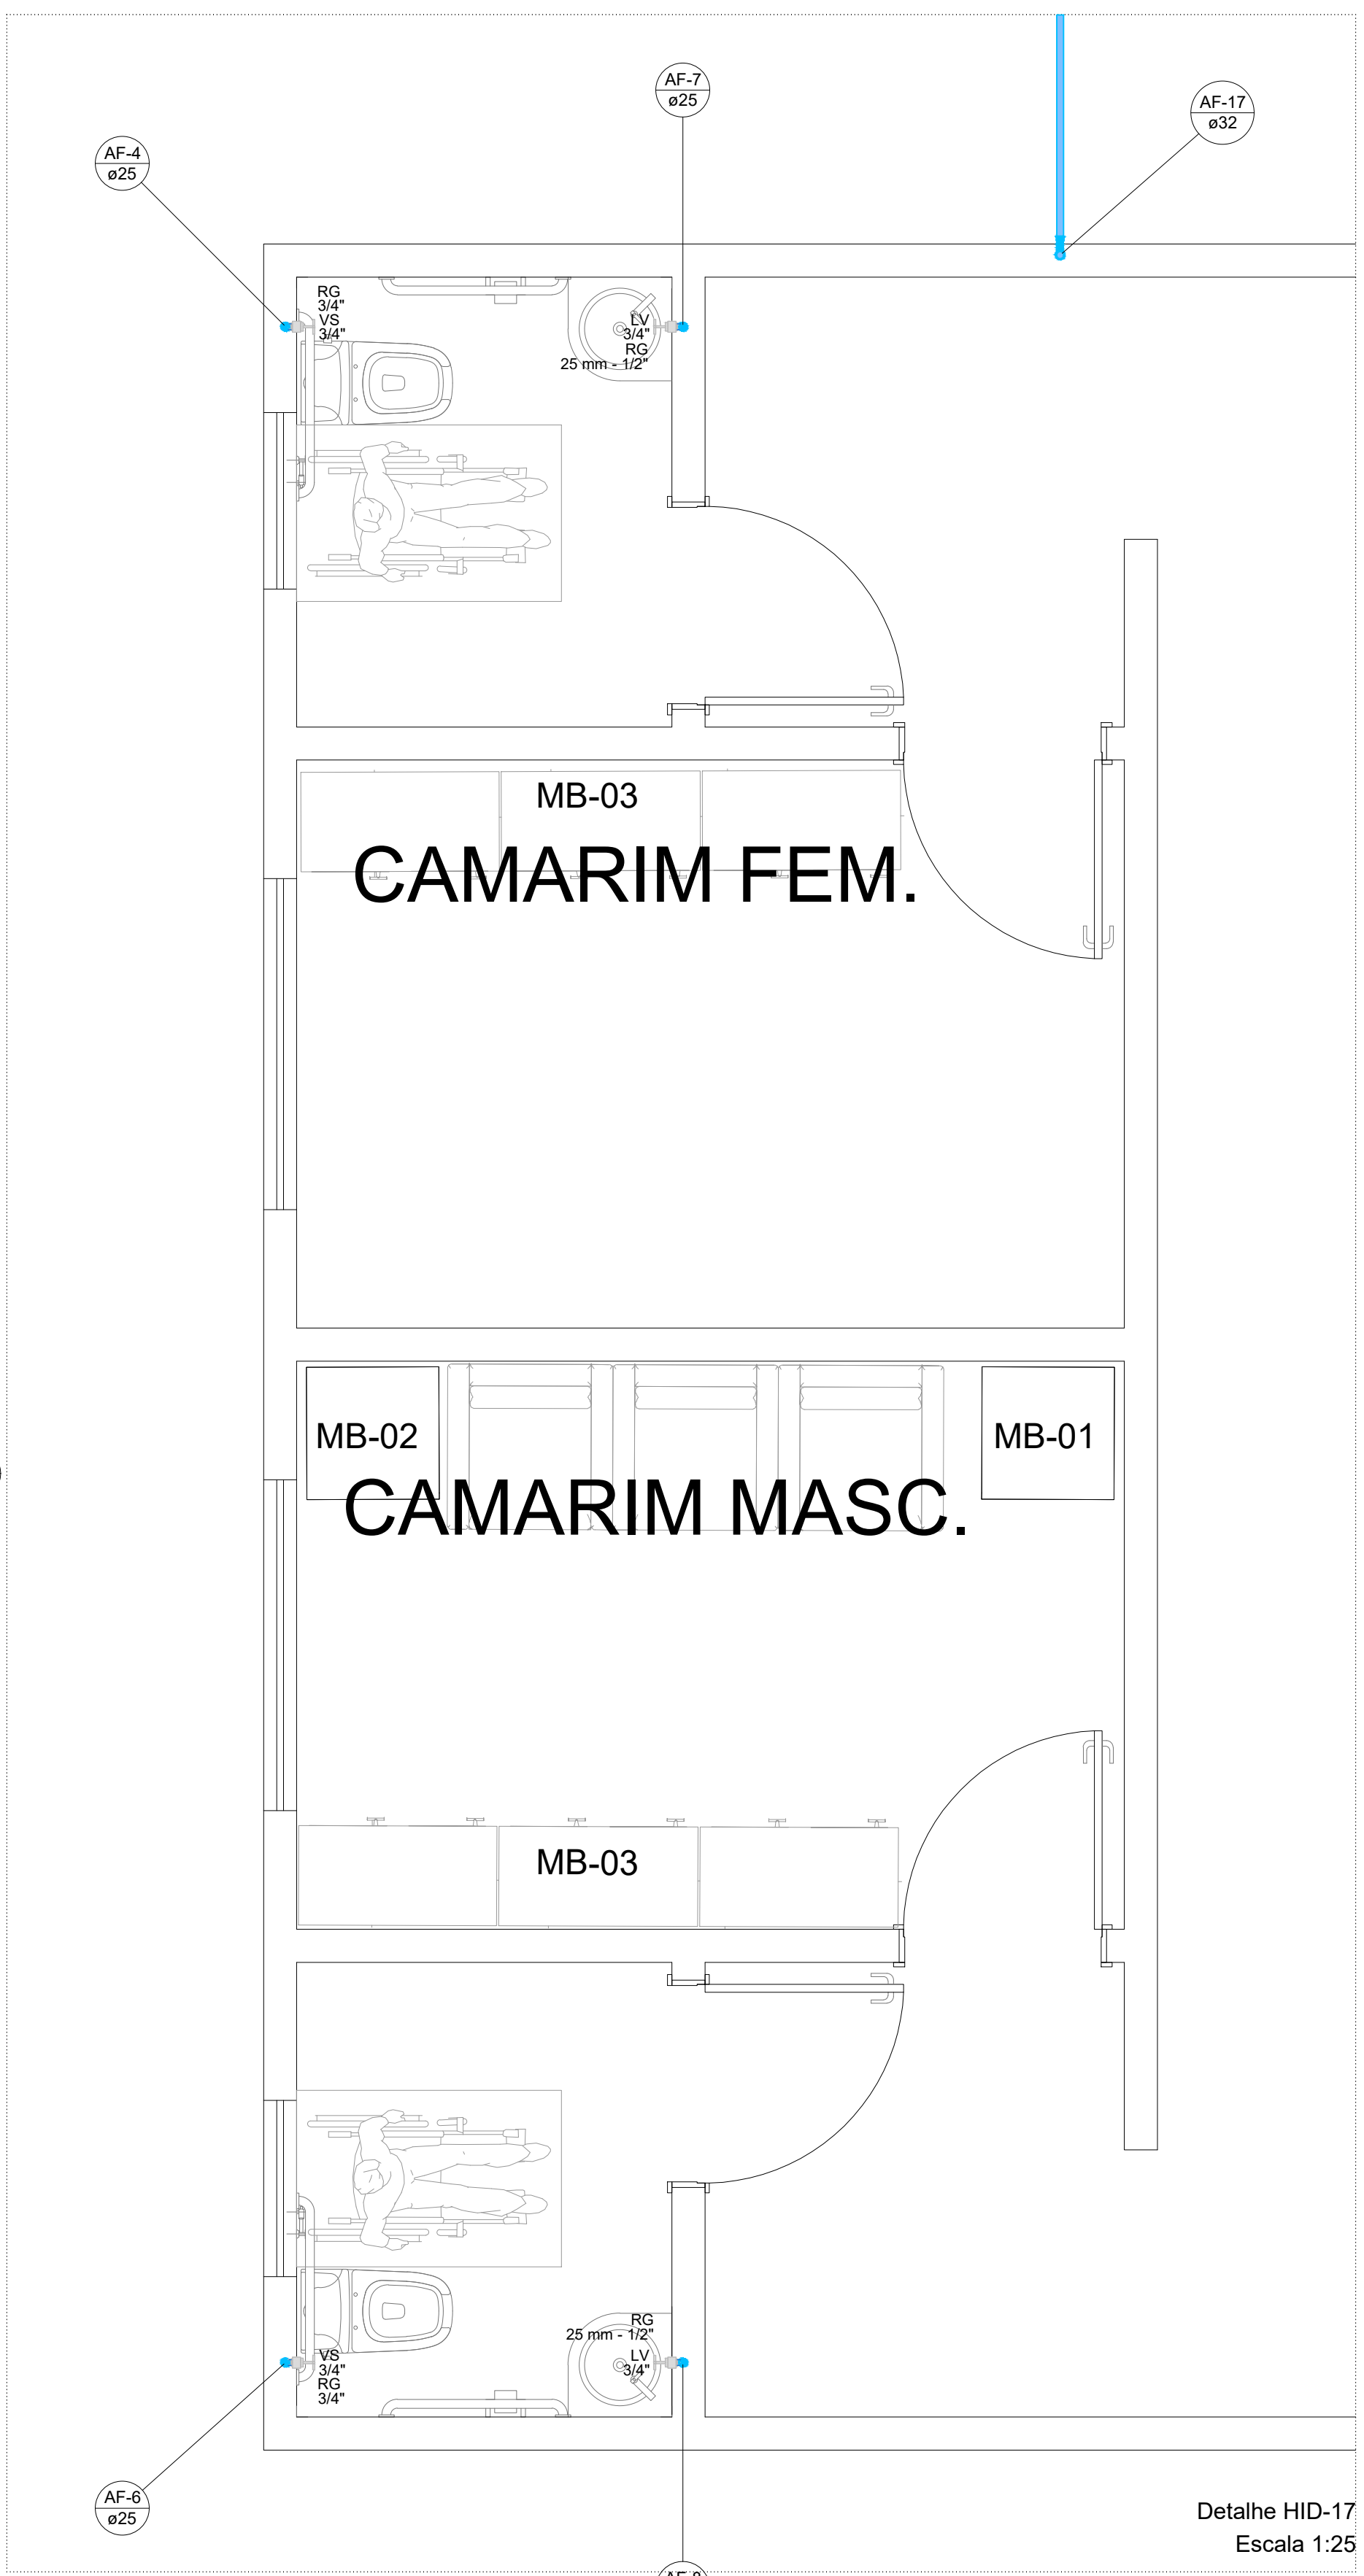 AF-7
ø25
AF-17
ø32
AF-4
ø25
RG
3/4"
VS
3/4"
LV
3/4"
RG
25 mm - 1/2"
MB-03
CAMARIM FEM.
MB-02
MB-01
CAMARIM MASC.
MB-03
RG
25 mm - 1/2"
LV
3/4"
VS
3/4"
RG
3/4"
AF-6
ø25
Detalhe HID-17
Escala 1:25